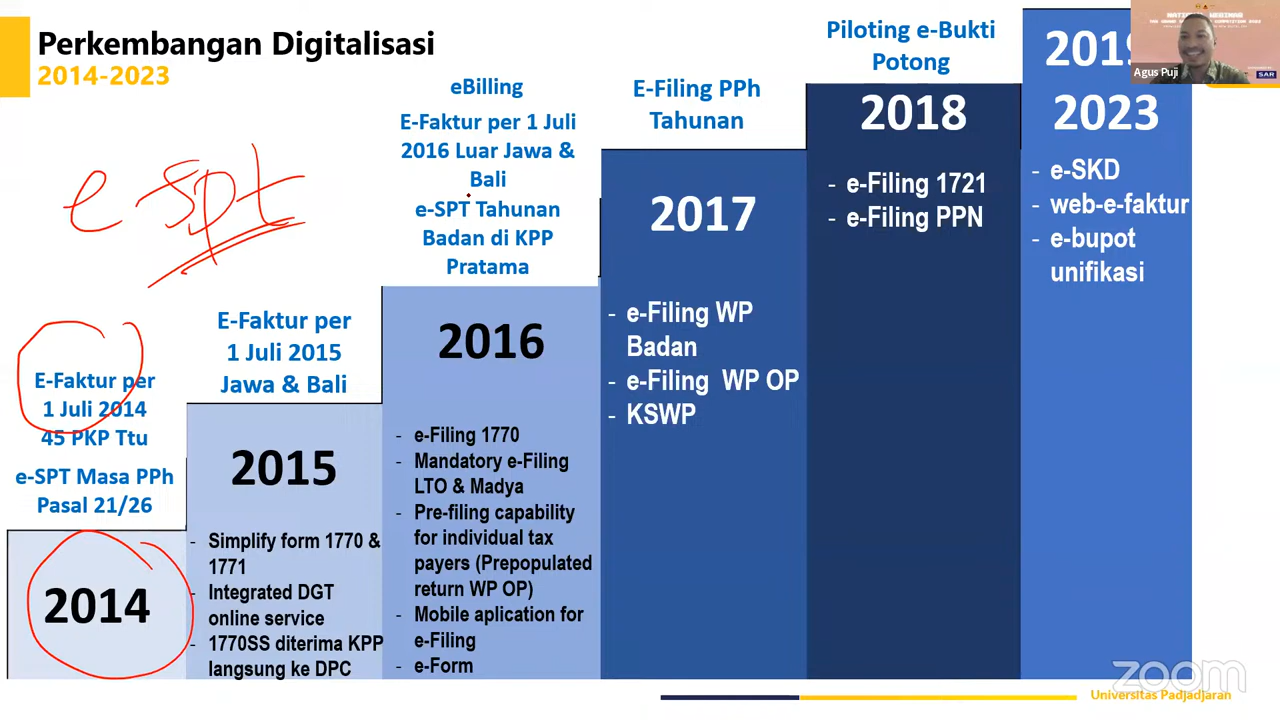 Perkembangan Digitalisasi
2014-2023
e-spt
E-Faktur per
1 Juli 2014
45 PKP Ttu
e-SPT Masa PPh
Pasal 21/26
2014
E-Faktur per
1 Juli 2015
Jawa & Bali
2015
- Simplify form 1770 &
1771
- Integrated DGT
online service
- 1770SS diterima KPP
langsung ke DPC
eBilling
E-Faktur per 1 Juli
2016 Luar Jawa &
Bali
e-SPT Tahunan
Badan di KPP
Pratama
2016
- e-Filing 1770
- Mandatory e-Filing
LTO & Madya
- Pre-filing capability
for individual tax
payers (Prepopulated
return WP OP)
- Mobile aplication for
e-Filing
- e-Form
E-Filing PPh
Tahunan
2017
- e-Filing WP
Badan
- e-Filing WP OP
- KSWP
Piloting e-Bukti
Potong
2018
- e-Filing 1721
- e-Filing PPN
2019
2023
- e-SKD
- web-e-faktur
- e-bupot
unifikasi
NATIONAL WEBINAR
Agus Puji
SAR
zoom
Universitas Padjadjaran